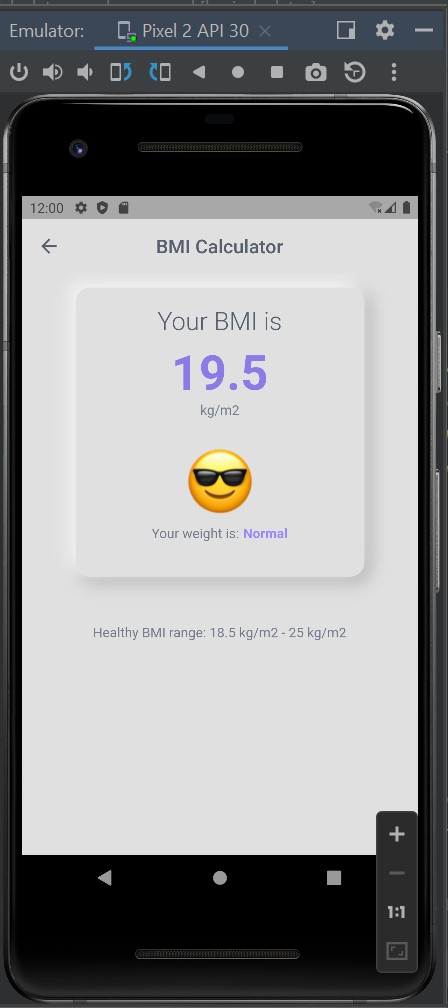 Emulator: Pixel 2 API 30
12:00
BMI Calculator
Your BMI is
19.5
kg/m2
Your weight is: Normal
Healthy BMI range: 18.5 kg/m2 - 25 kg/m2
1:1